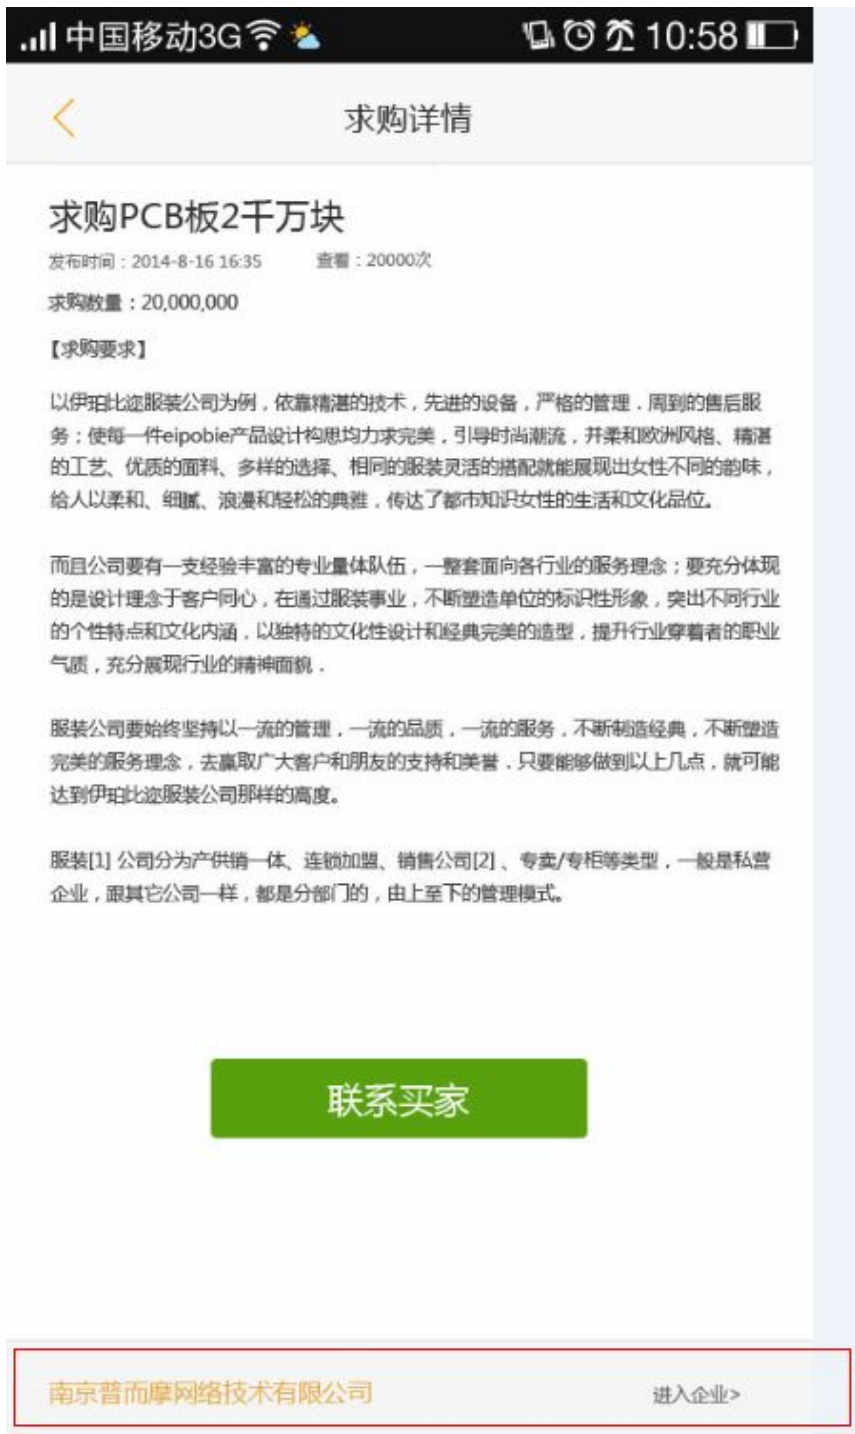 中国移动3G 10:58
求购详情
求购PCB板2千万块
发布时间：2014-8-16 16:35 查看：20000次
求购数量：20,000,000
【求购要求】
以伊珀比迩服装公司为例，依靠精湛的技术，先进的设备，严格的管理．周到的售后服
务；使每一件eipobie产品设计构思均力求完美，引导时尚潮流，并柔和欧洲风格、精湛
的工艺、优质的面料、多样的选择、相同的服装灵活的搭配就能展现出女性不同的韵味，
给人以柔和、细腻、浪漫和轻松的典雅，传达了都市知识女性的生活和文化品位。
而且公司要有一支经验丰富的专业量体队伍，一整套面向各行业的服务理念；要充分体现
的是设计理念于客户同心，在通过服装事业，不断塑造单位的标识性形象，突出不同行业
的个性特点和文化内涵，以独特的文化性设计和经典完美的造型，提升行业穿着者的职业
气质，充分展现行业的精神面貌．
服装公司要始终坚持以一流的管理，一流的品质，一流的服务，不断制造经典，不断塑造
完美的服务理念，去赢取广大客户和朋友的支持和美誉．只要能够做到以上几点，就可能
达到伊珀比迩服装公司那样的高度。
服装[1] 公司分为产供销一体、连锁加盟、销售公司[2] 、专卖/专柜等类型，一般是私营
企业，跟其它公司一样，都是分部门的，由上至下的管理模式。
联系买家
南京普而摩网络技术有限公司 进入企业>